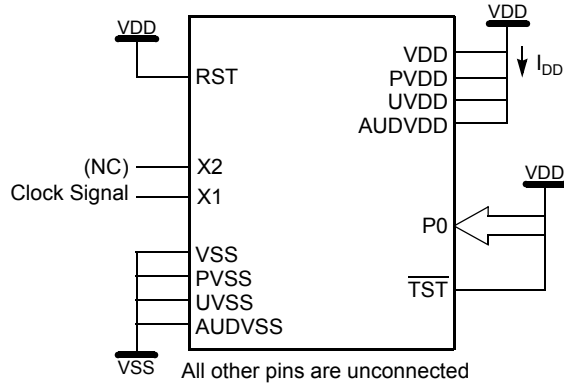 VDD
VDD
VDD
RST
PVDD
UVDD
AUDVDD
I_DD
(NC)
X2
Clock Signal
X1
VDD
P0
TST
VSS
PVSS
UVSS
AUDVSS
VSS
All other pins are unconnected